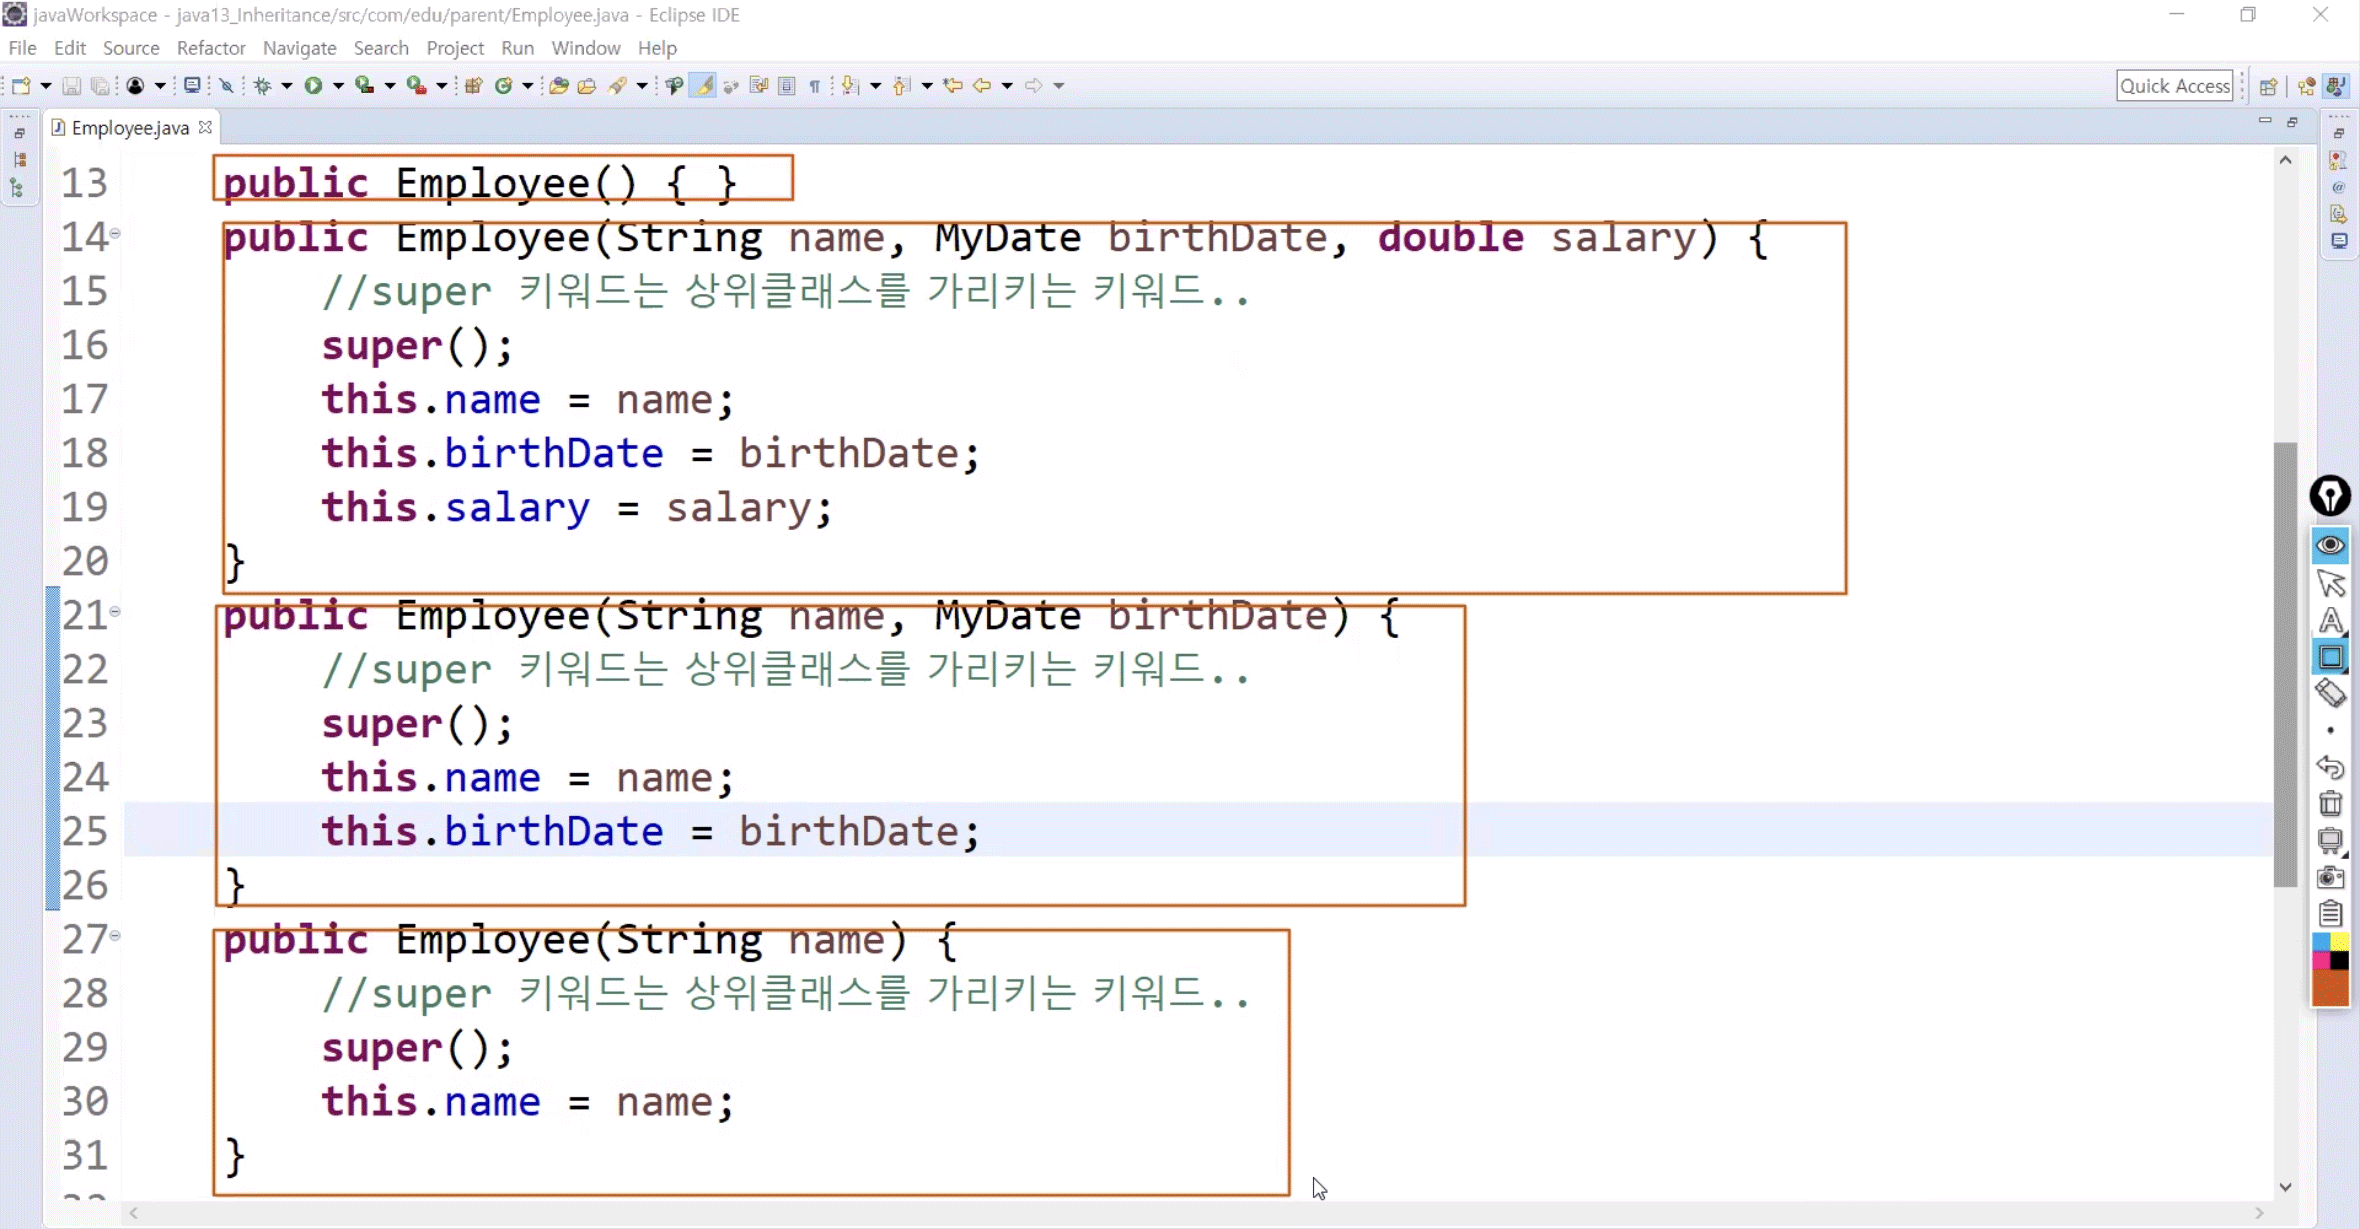 javaWorkspace - java13_Inheritance/src/com/edu/parent/Employee.java - Eclipse IDE
File Edit Source Refactor Navigate Search Project Run Window Help
Quick Access
Employee.java
13 public Employee() { }
14 public Employee(String name, MyDate birthDate, double salary) {
15 //super 키워드는 상위클래스를 가리키는 키워드..
16 super();
17 this.name = name;
18 this.birthDate = birthDate;
19 this.salary = salary;
20 }
21 public Employee(String name, MyDate birthDate) {
22 //super 키워드는 상위클래스를 가리키는 키워드..
23 super();
24 this.name = name;
25 this.birthDate = birthDate;
26 }
27 public Employee(String name) {
28 //super 키워드는 상위클래스를 가리키는 키워드..
29 super();
30 this.name = name;
31 }